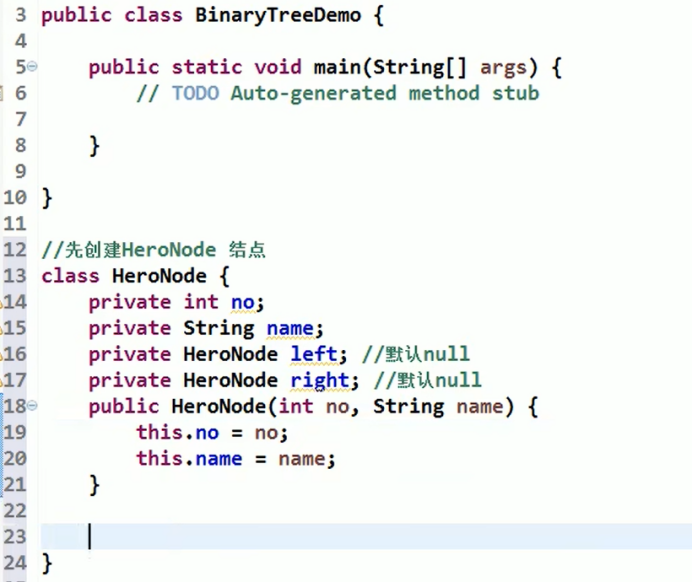 3 public class BinaryTreeDemo {
4
5 public static void main(String[] args) {
6 // TODO Auto-generated method stub
7
8 }
9
10 }
11
12 //先创建HeroNode 结点
13 class HeroNode {
14 private int no;
15 private String name;
16 private HeroNode left; //默认null
17 private HeroNode right; //默认null
18 public HeroNode(int no, String name) {
19 this.no = no;
20 this.name = name;
21 }
22
23
24 }